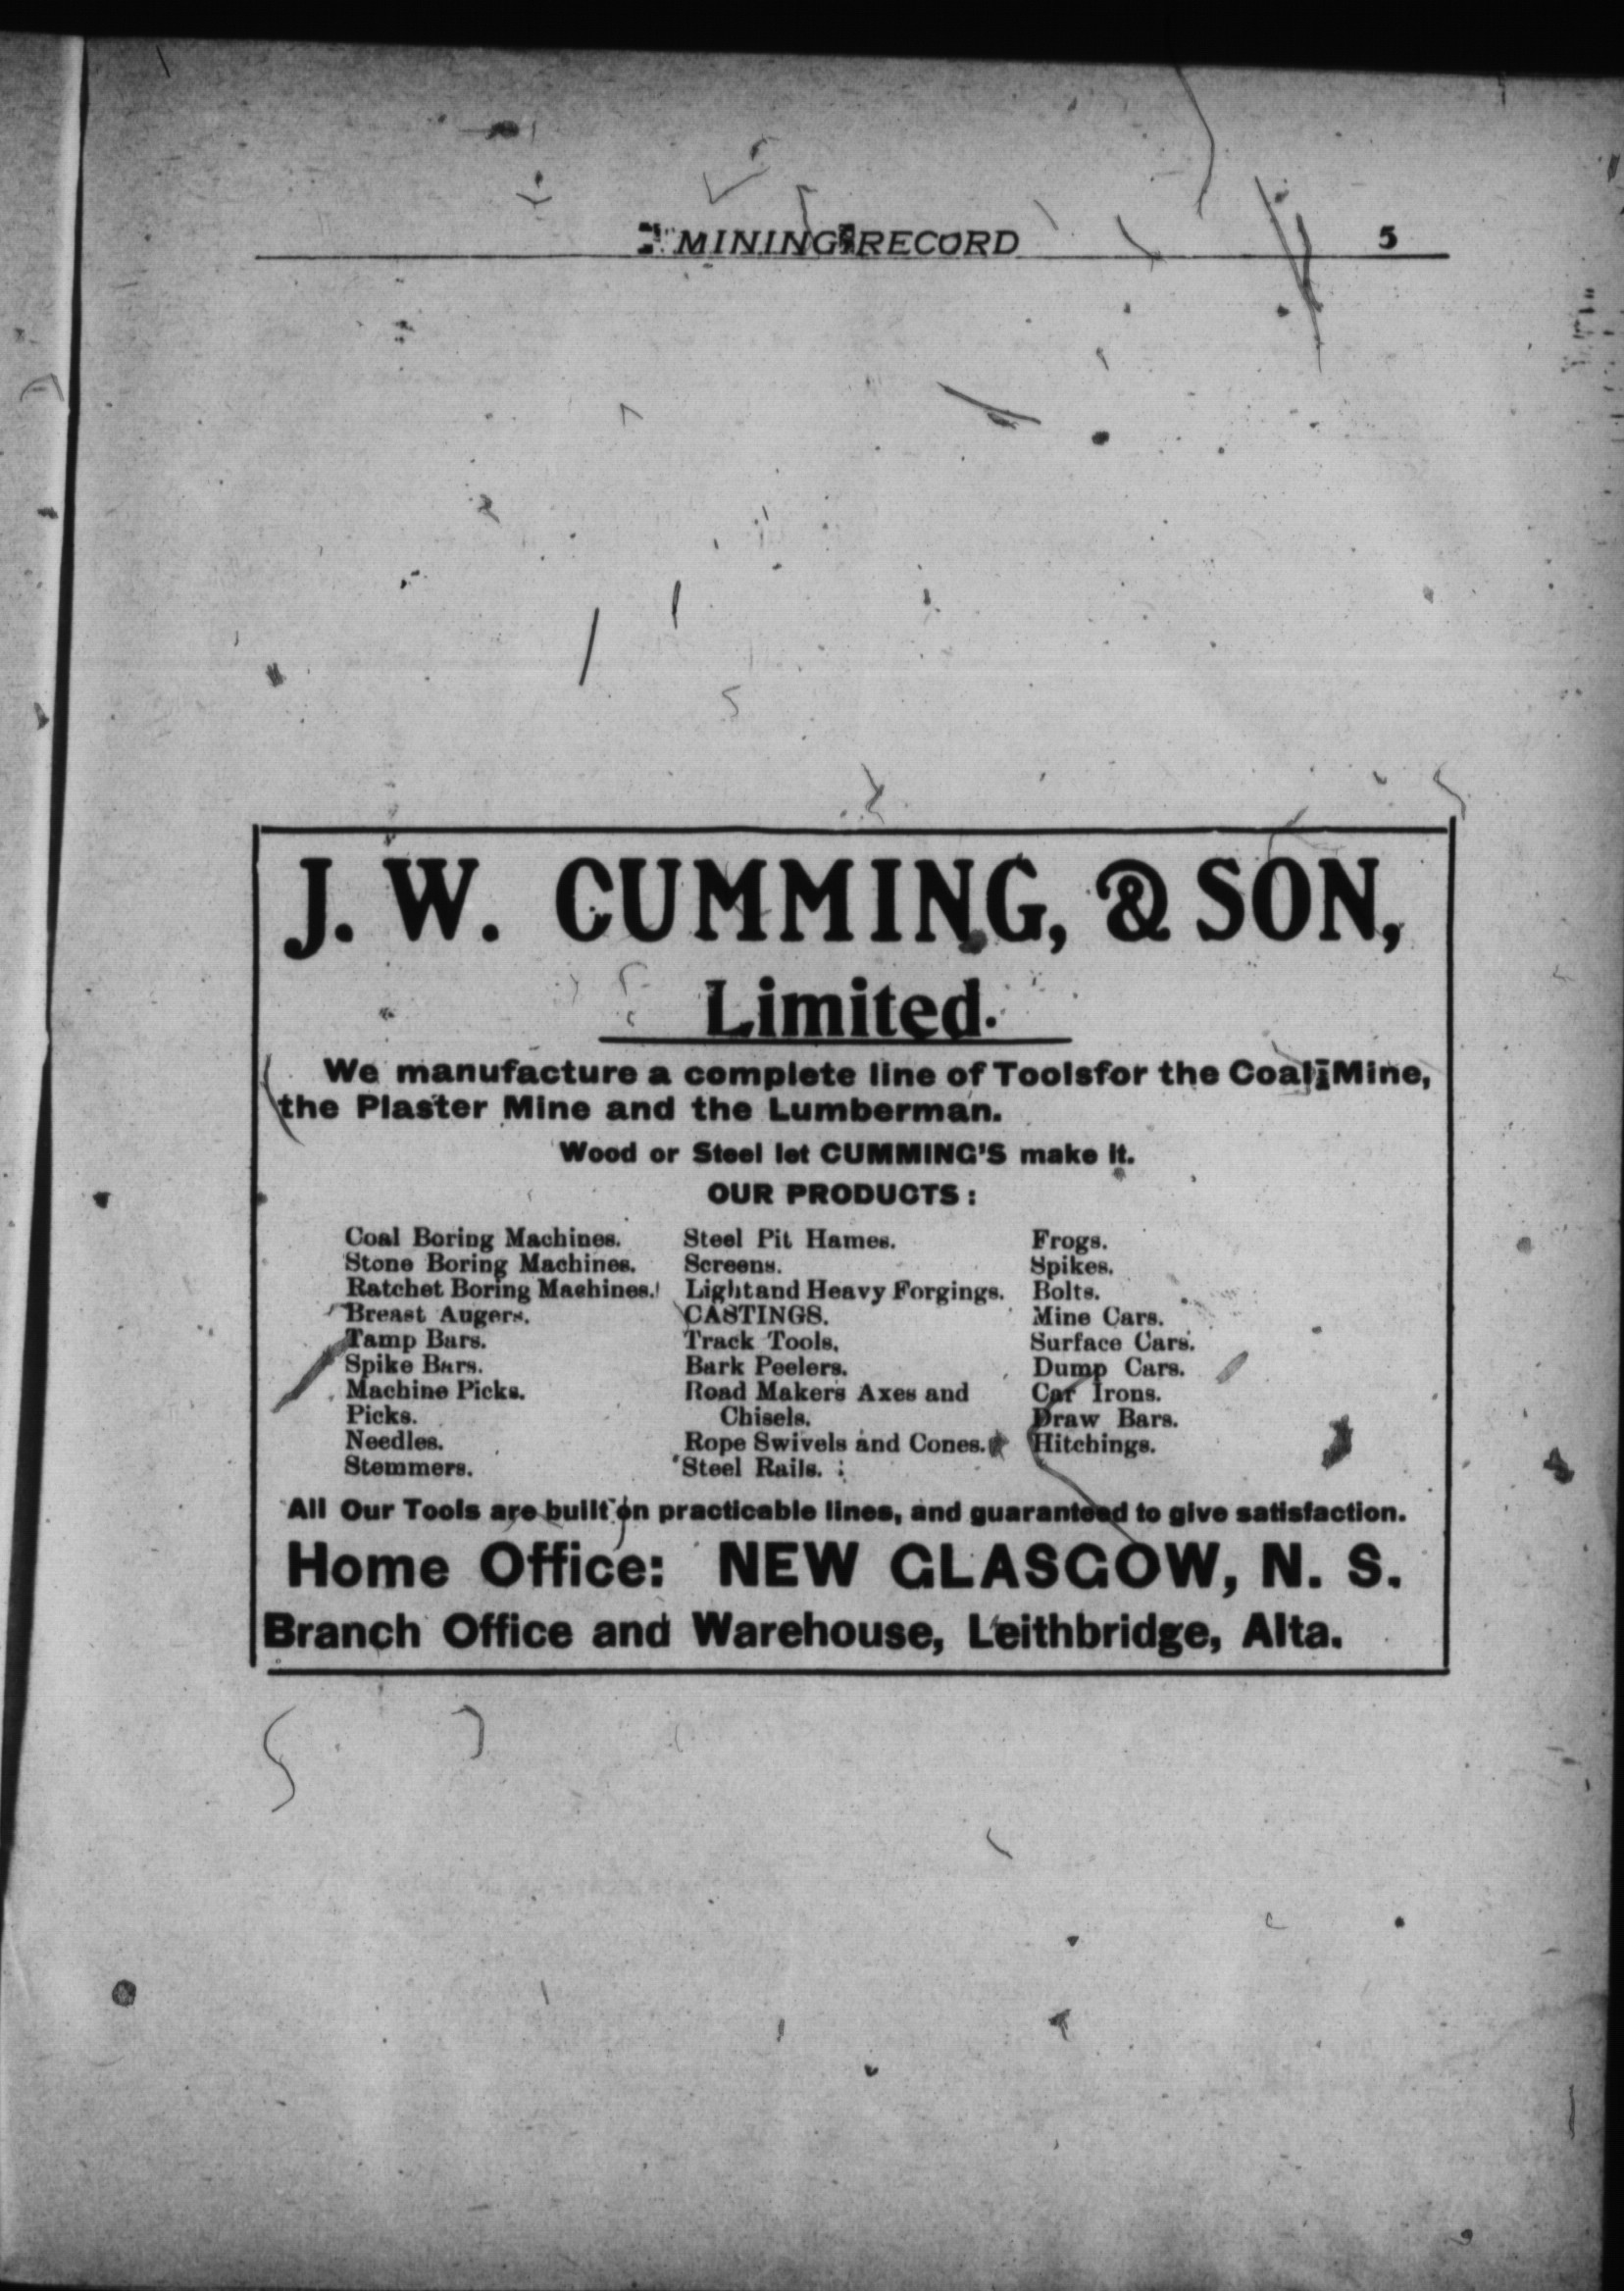 MINING RECORD 5
J. W. CUMMING, & SON,
Limited.
We manufacture a complete line of Toolsfor the Coal Mine,
the Plaster Mine and the Lumberman.
Wood or Steel let CUMMING'S make it.
OUR PRODUCTS:
Coal Boring Machines.
Stone Boring Machines.
Ratchet Boring Machines.
Breast Augers.
Tamp Bars.
Spike Bars.
Machine Picks.
Picks.
Needles.
Stemmers.
Steel Pit Hames.
Screens.
Light and Heavy Forgings.
CASTINGS.
Track Tools.
Bark Peelers.
Road Makers Axes and
Chisels.
Rope Swivels and Cones.
Steel Rails.
Frogs.
Spikes.
Bolts.
Mine Cars.
Surface Cars.
Dump Cars.
Car Irons.
Draw Bars.
Hitchings.
All Our Tools are built on practicable lines, and guaranteed to give satisfaction.
Home Office: NEW GLASGOW, N. S.
Branch Office and Warehouse, Leithbridge, Alta.